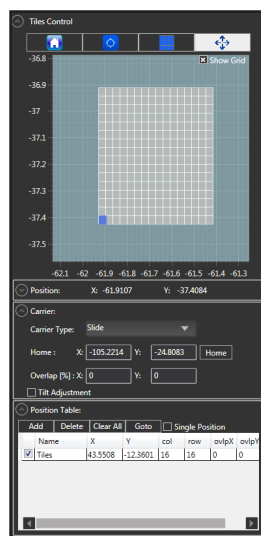 Tiles Control
Show Grid
-36.8
-36.9
-37
-37.1
-37.2
-37.3
-37.4
-37.5
-62.1 -62 -61.9 -61.8 -61.7 -61.6 -61.5 -61.4 -61.3
Position: X: -61.9107 Y: -37.4084
Carrier:
Carrier Type: Slide
Home : X: -105.2214 Y: -24.8083 Home
Overlap [%] : X: 0 Y: 0
Tilt Adjustment
Position Table:
Add Delete Clear All Goto Single Position
Name X Y col row ovlpX ovlpY
Tiles 43.5508 -12.3601 16 16 0 0